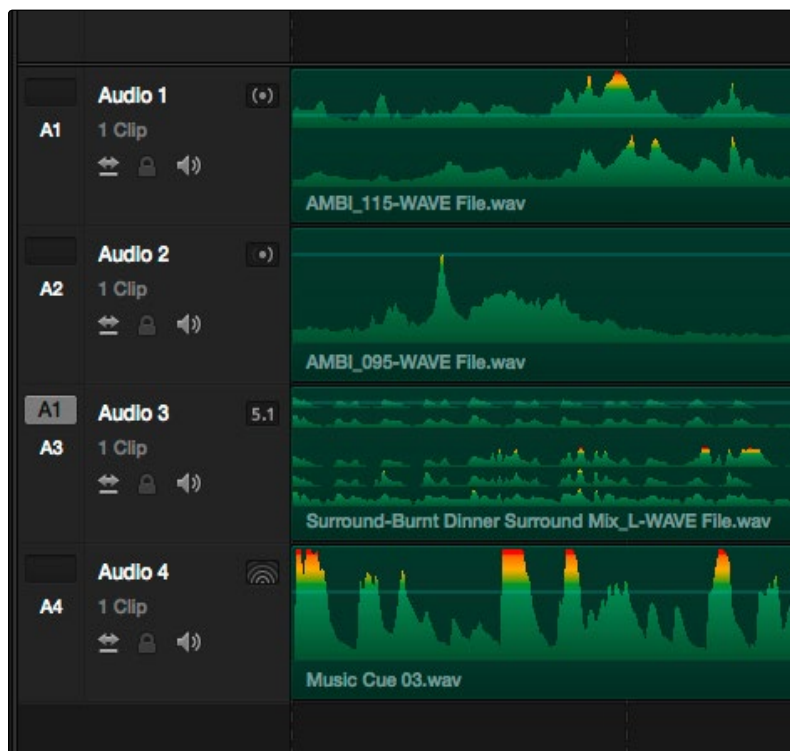 Audio 1
A1
1 Clip
AMBI_115-WAVE File.wav
Audio 2
A2
1 Clip
AMBI_095-WAVE File.wav
A1
Audio 3
5.1
A3
1 Clip
Surround-Burnt Dinner Surround Mix_L-WAVE File.wav
Audio 4
A4
1 Clip
Music Cue 03.wav